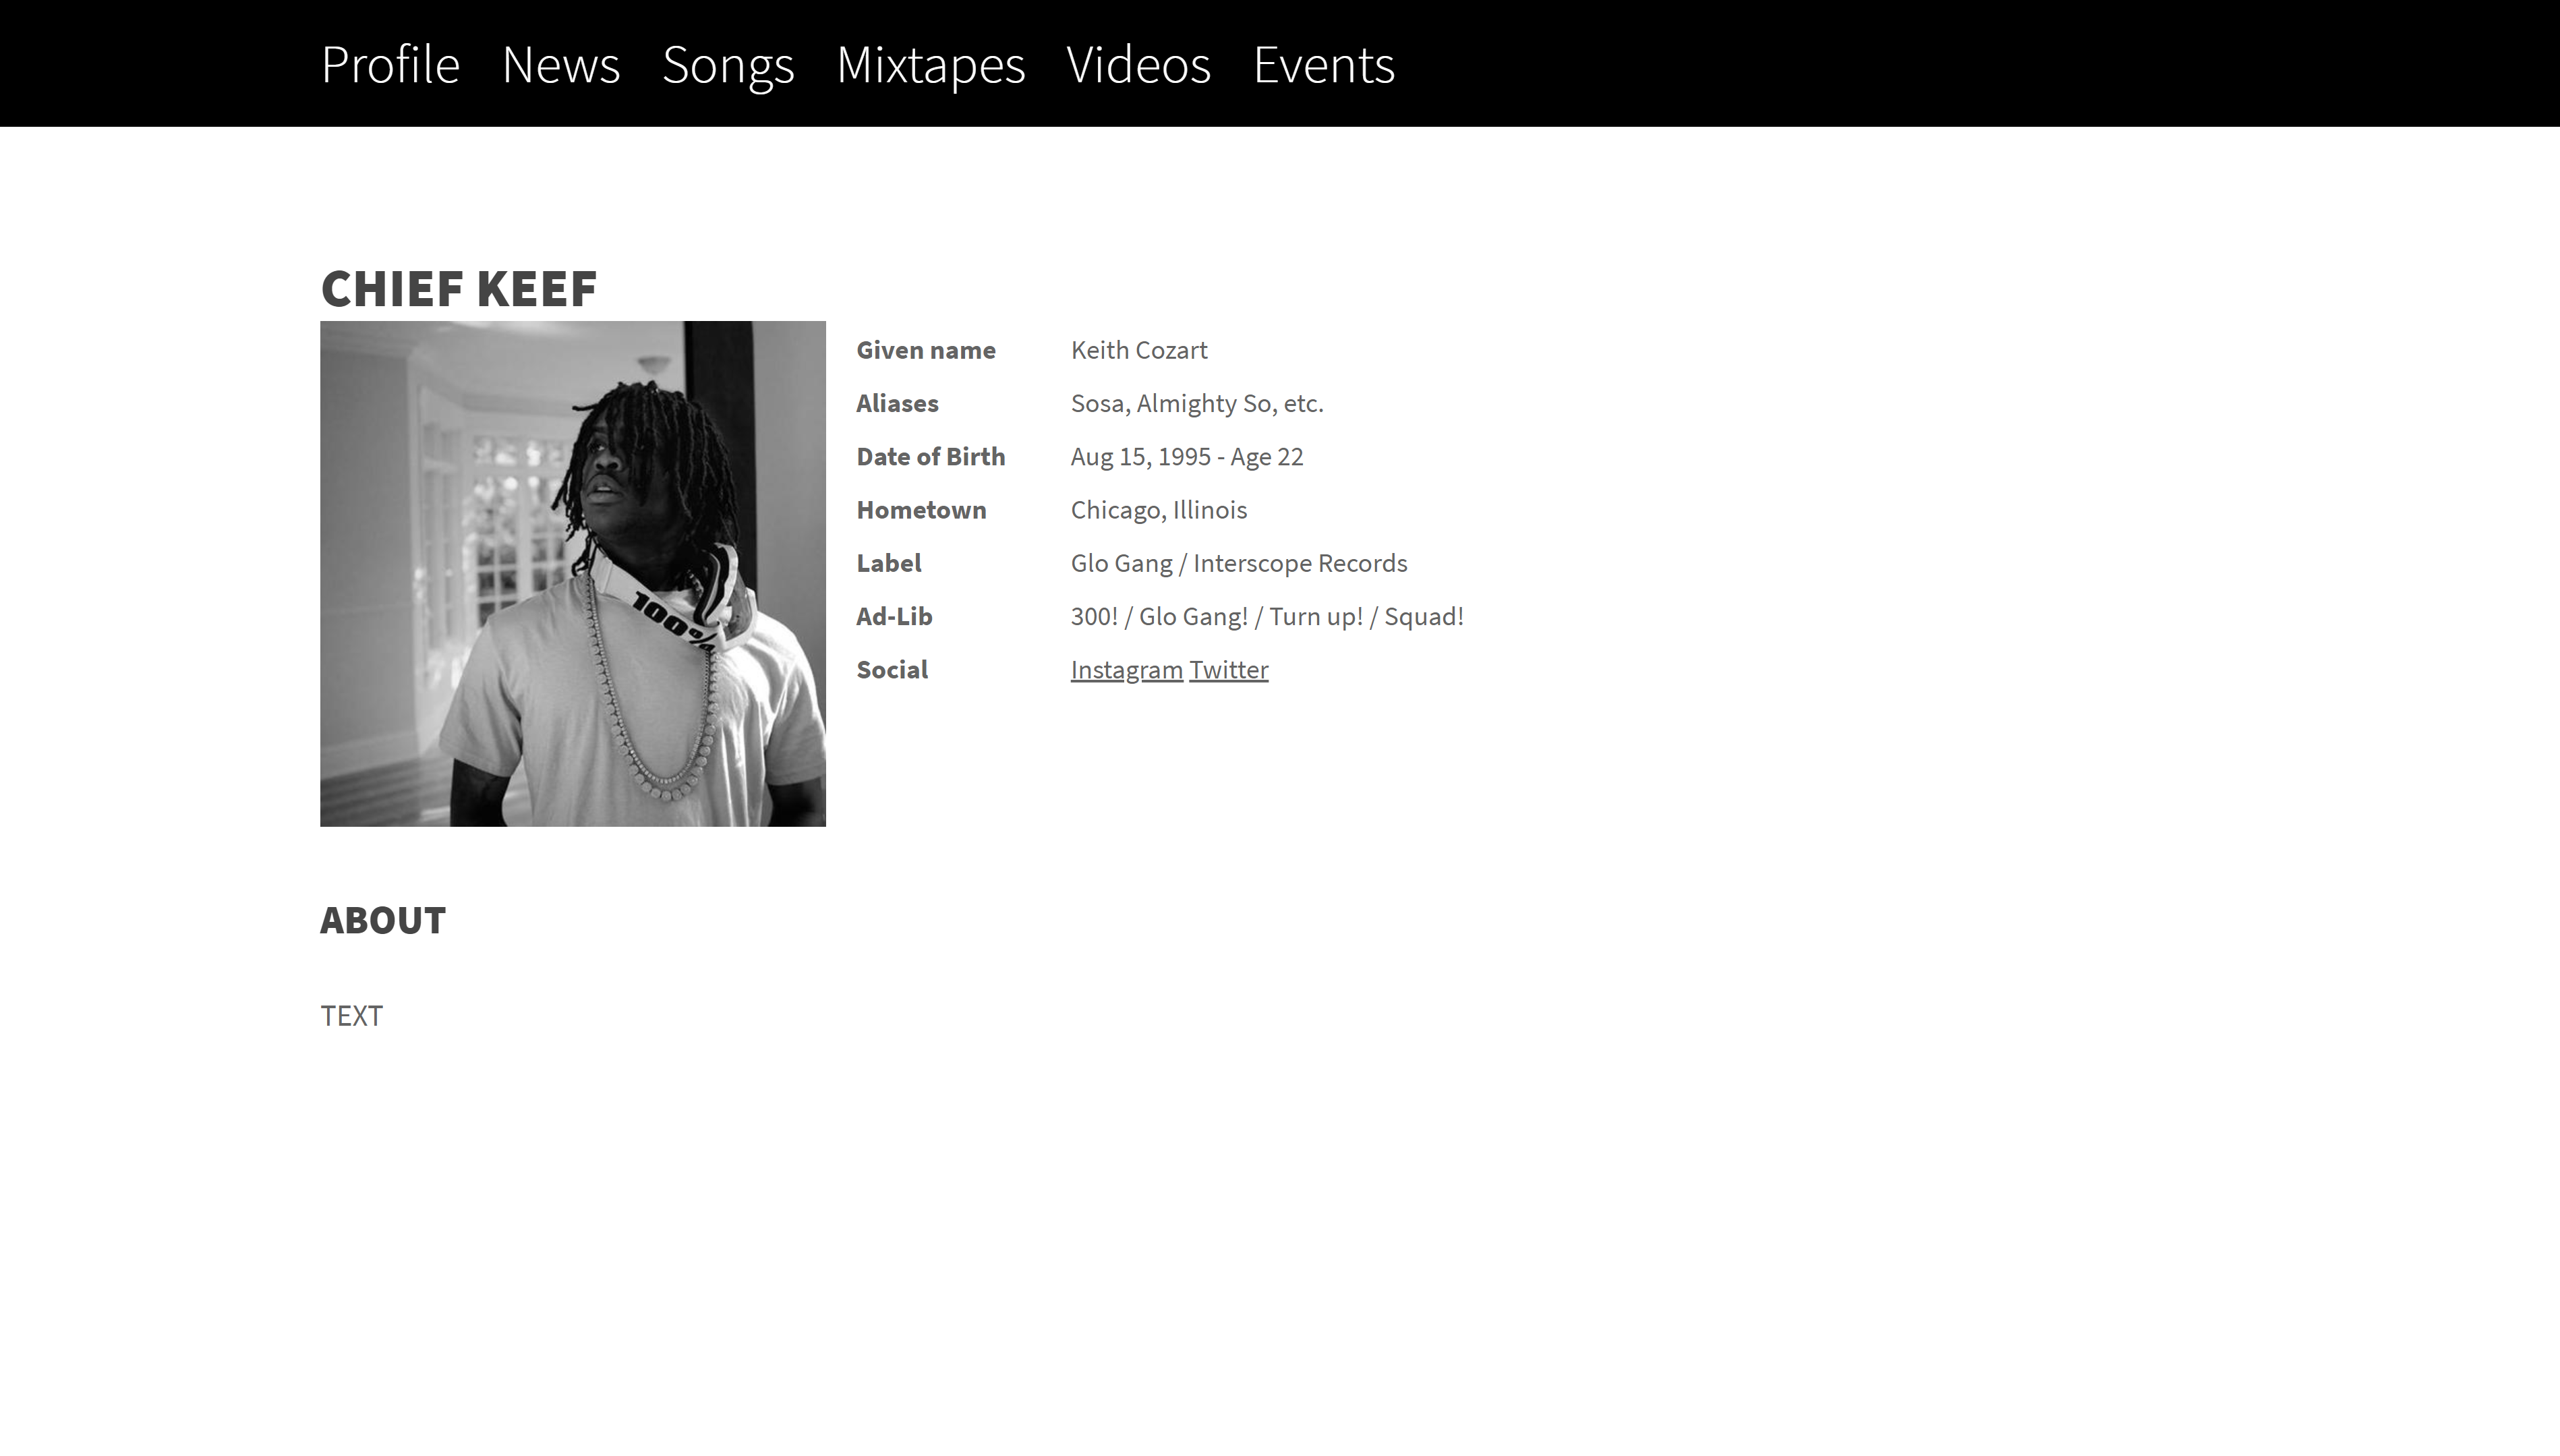 Profile News Songs Mixtapes Videos Events
CHIEF KEEF
Given name Keith Cozart
Aliases Sosa, Almighty So, etc.
Date of Birth Aug 15, 1995 - Age 22
Hometown Chicago, Illinois
Label Glo Gang / Interscope Records
Ad-Lib 300! / Glo Gang! / Turn up! / Squad!
Social Instagram Twitter
100%
ABOUT
TEXT